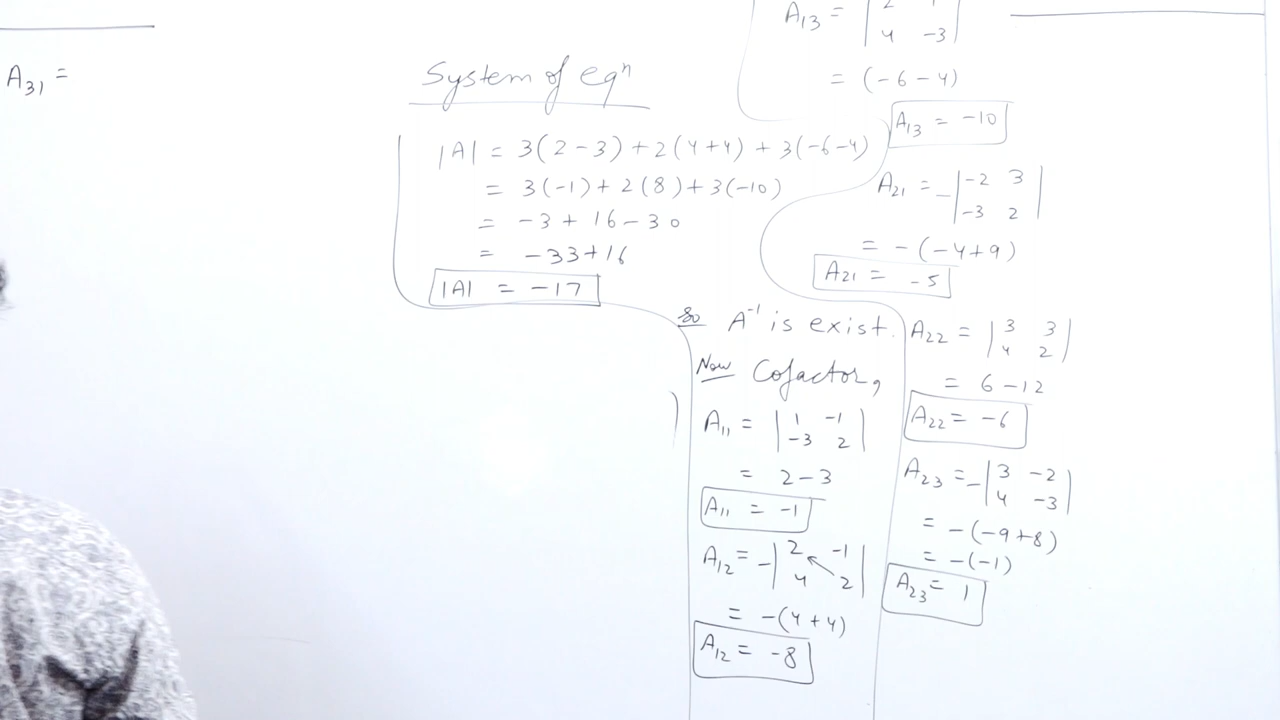 A₃₁ =
System of eqⁿ
|A| = 3(2-3)+2(4+4)+3(-6-4)
= 3(-1)+2(8)+3(-10)
= -3+16-30
= -33+16
|A| = -17
So A⁻¹ is exist.
Now Cofactor,
A₁₁ = | 1 -1 |
| -3 2 |
= 2-3
A₁₁ = -1
A₁₂ = -| 2 -1 |
| 4 2 |
= -(4+4)
A₁₂ = -8
A₁₃ = | 2 1 |
| 4 -3 |
= (-6-4)
A₁₃ = -10
A₂₁ = -| -2 3 |
| -3 2 |
= -(-4+9)
A₂₁ = -5
A₂₂ = | 3 3 |
| 4 2 |
= 6-12
A₂₂ = -6
A₂₃ = -| 3 -2 |
| 4 -3 |
= -(-9+8)
= -(-1)
A₂₃ = 1